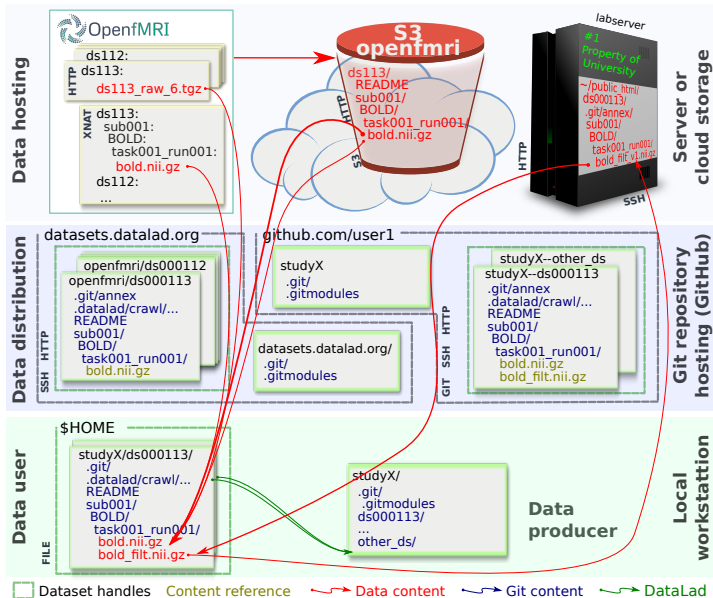 OpenfMRI
ds112:
ds113:
ds113_raw_6.tgz
HTTP
XNAT
ds113:
sub001:
BOLD:
task001_run001:
bold.nii.gz
ds112:
...
S3
openfmri
ds113/
README
sub001/
BOLD/
task001_run001/
bold.nii.gz
HTTP
S3
labserver
#1
Property of
University
~/public_html/
ds000113/
.git/annex/
sub001/
BOLD/
task001_run001/
bold_filt_v1.nii.gz
HTTP
SSH
Data hosting
Server or
cloud storage
datasets.datalad.org
openfmri/ds000112
openfmri/ds000113
.git/annex
.datalad/crawl/...
README
sub001/
BOLD/
task001_run001/
bold.nii.gz
SSH HTTP
datasets.datalad.org/
.git/
.gitmodules
github.com/user1
studyX
.git/
.gitmodules
studyX--other_ds
studyX--ds000113
.git/annex
.datalad/crawl/...
README
sub001/
BOLD/
task001_run001/
bold.nii.gz
bold_filt.nii.gz
GIT SSH HTTP
Data distribution
Git repository
hosting (GitHub)
$HOME
studyX/ds000113/
.git/
.datalad/crawl/...
README
sub001/
BOLD/
task001_run001/
bold.nii.gz
bold_filt.nii.gz
FILE
studyX/
.git/
.gitmodules
ds000113/
...
other_ds/
Data
producer
Data user
Local
workstattion
Dataset handles
Content reference
Data content
Git content
DataLad